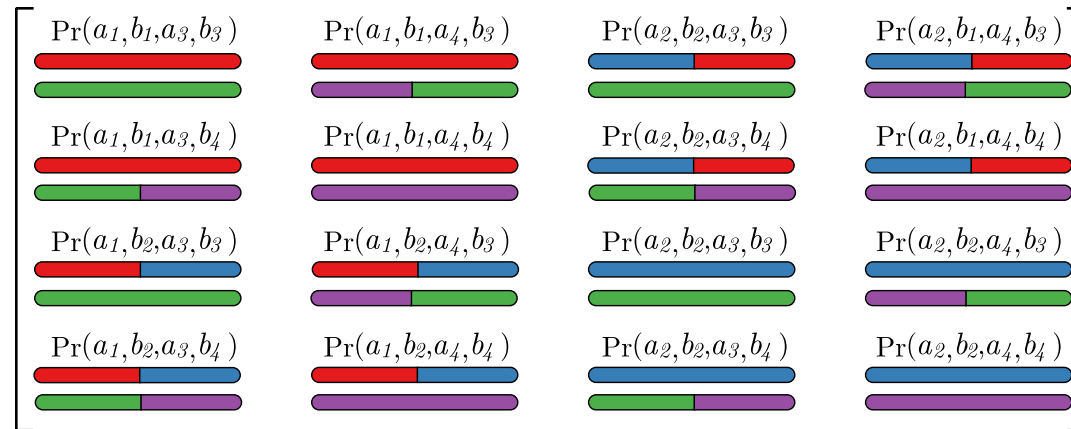 Pr(a₁,b₁,a₃,b₃) Pr(a₁,b₁,a₄,b₃) Pr(a₂,b₂,a₃,b₃) Pr(a₂,b₁,a₄,b₃)
Pr(a₁,b₁,a₃,b₄) Pr(a₁,b₁,a₄,b₄) Pr(a₂,b₂,a₃,b₄) Pr(a₂,b₁,a₄,b₄)
Pr(a₁,b₂,a₃,b₃) Pr(a₁,b₂,a₄,b₃) Pr(a₂,b₂,a₃,b₃) Pr(a₂,b₂,a₄,b₃)
Pr(a₁,b₂,a₃,b₄) Pr(a₁,b₂,a₄,b₄) Pr(a₂,b₂,a₃,b₄) Pr(a₂,b₂,a₄,b₄)